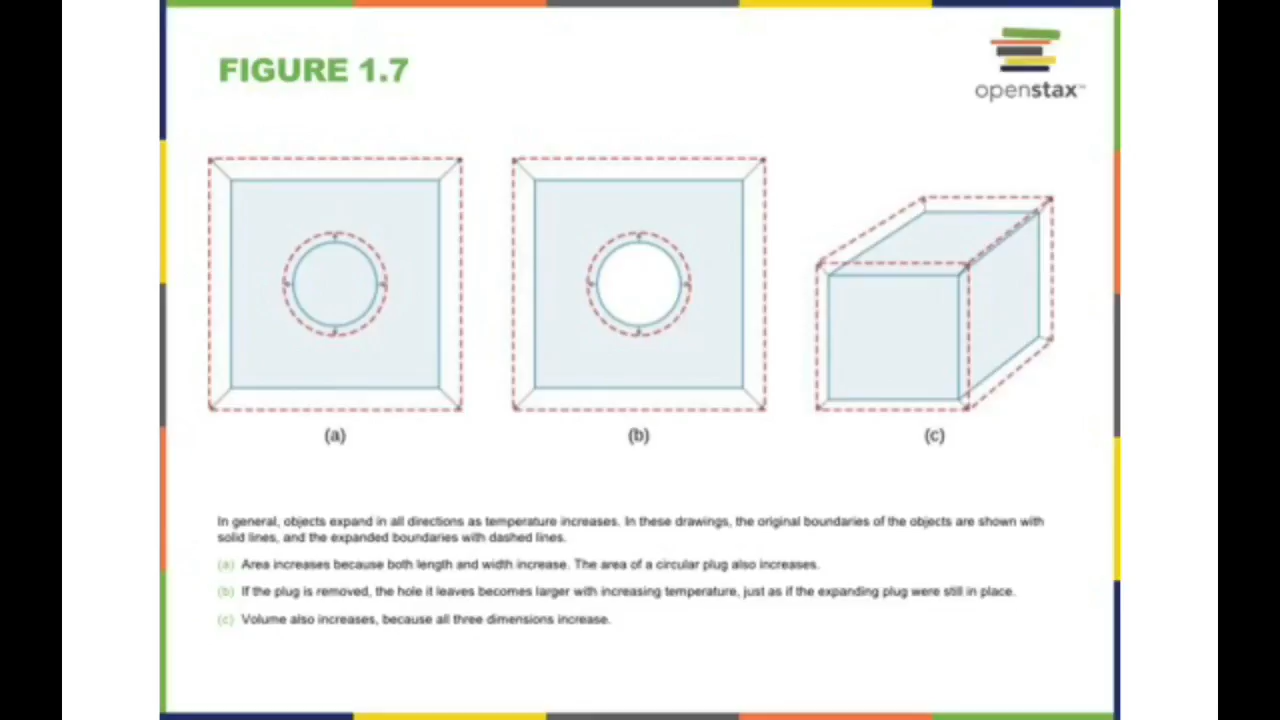 FIGURE 1.7
openstax™
(a)
(b)
(c)
In general, objects expand in all directions as temperature increases. In these drawings, the original boundaries of the objects are shown with
solid lines, and the expanded boundaries with dashed lines.
(a) Area increases because both length and width increase. The area of a circular plug also increases.
(b) If the plug is removed, the hole it leaves becomes larger with increasing temperature, just as if the expanding plug were still in place.
(c) Volume also increases, because all three dimensions increase.